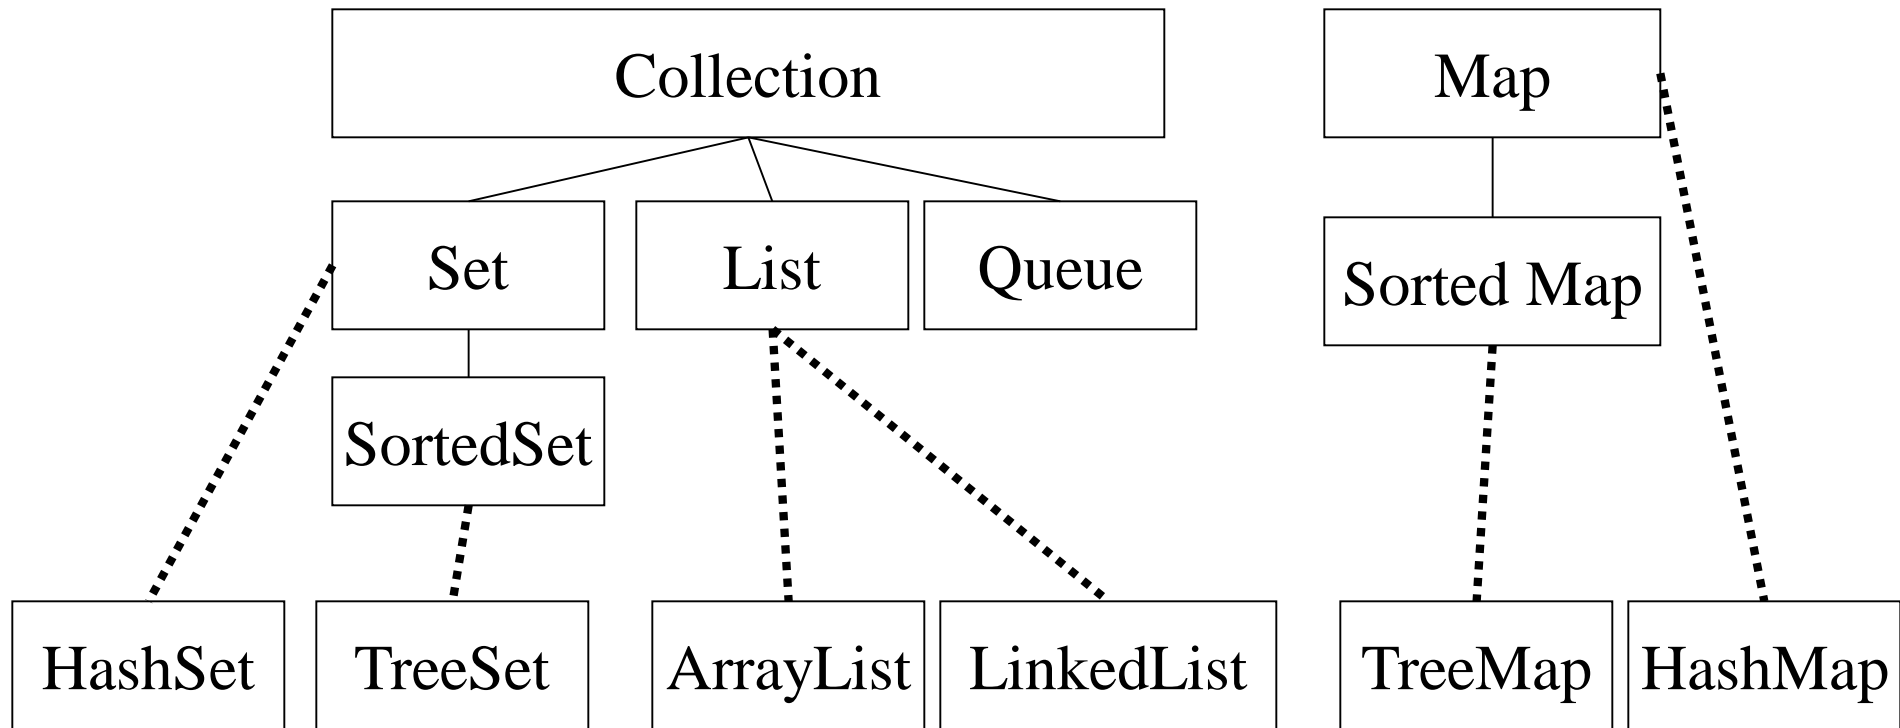 Collection
Map
Set
List
Queue
Sorted Map
SortedSet
HashSet
TreeSet
ArrayList
LinkedList
TreeMap
HashMap